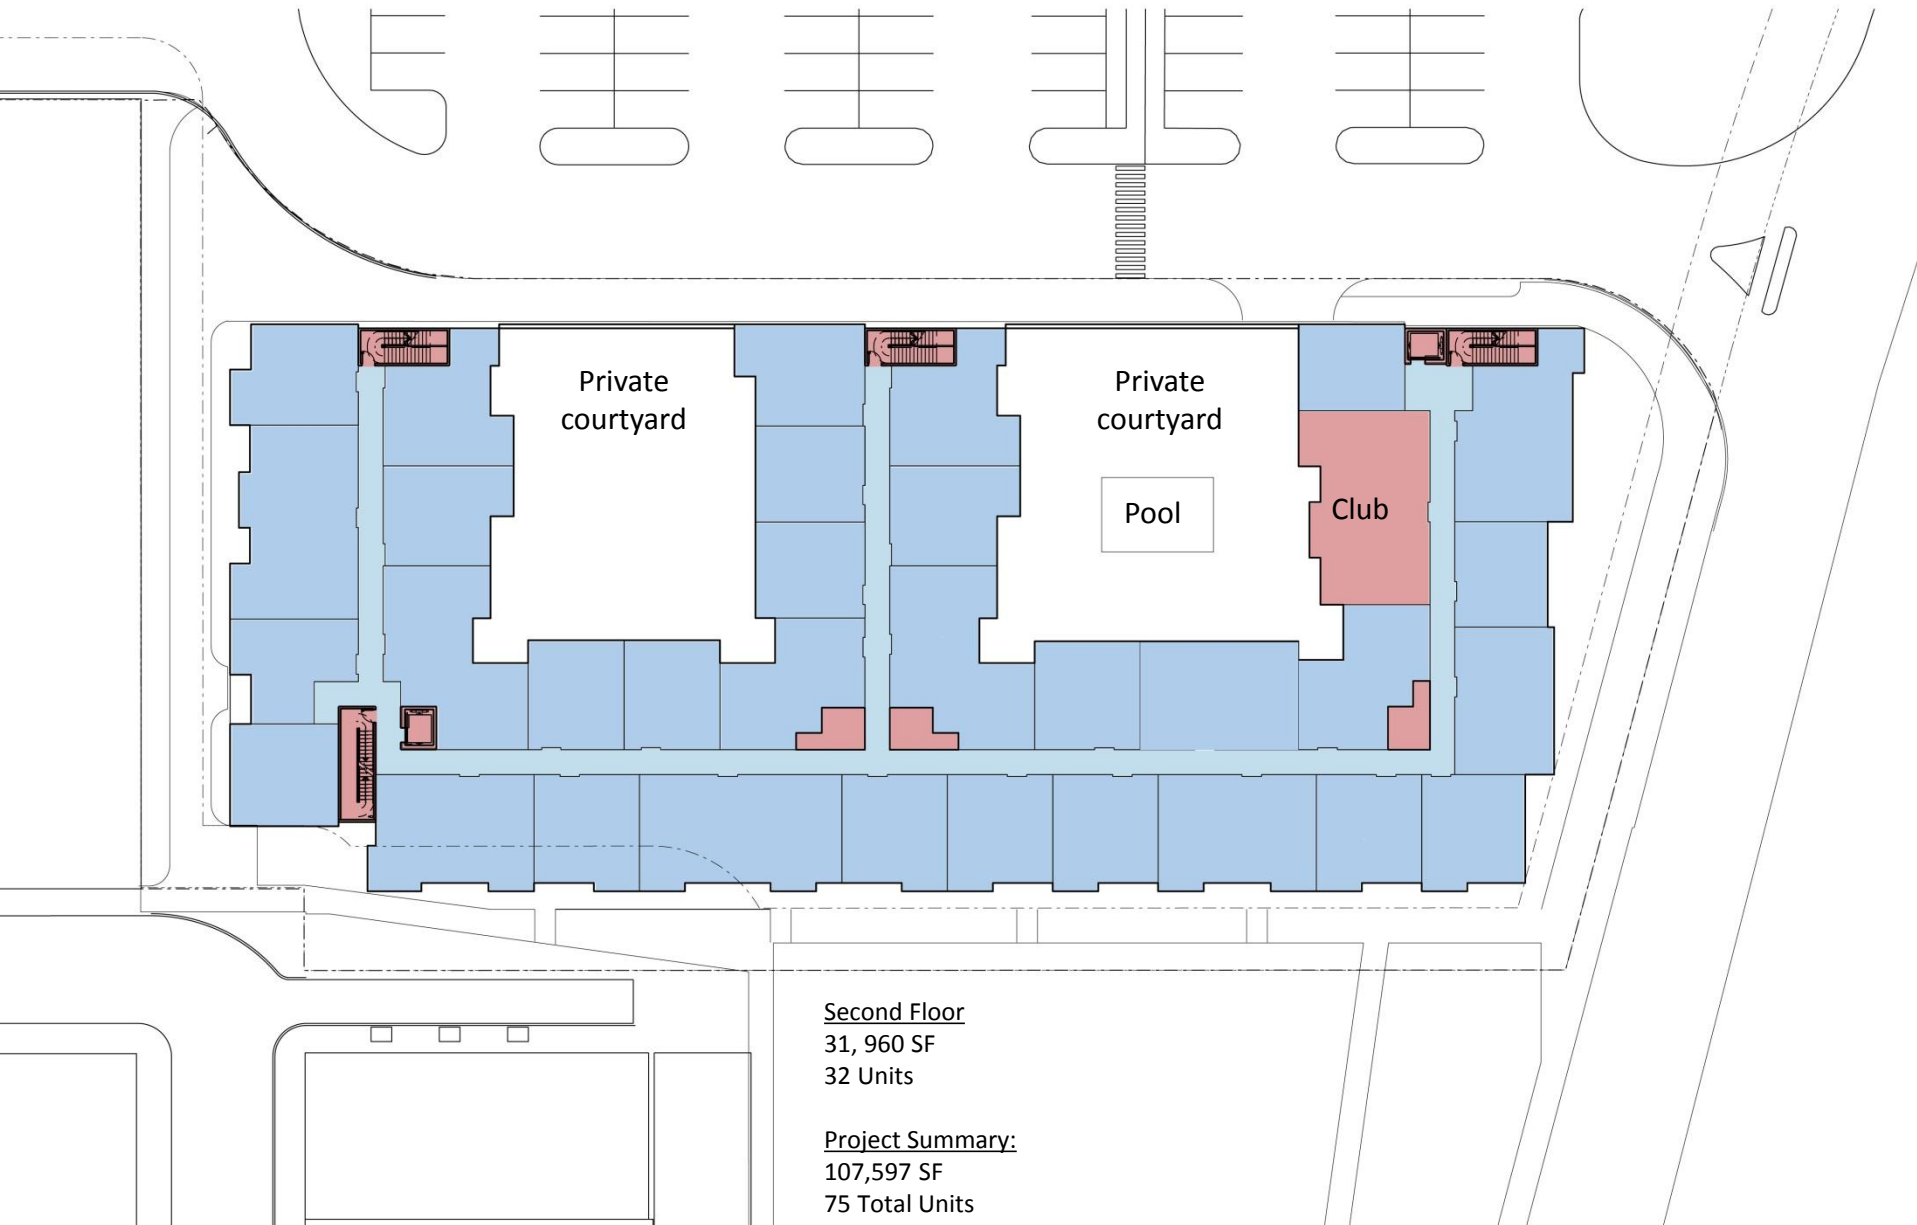 Private
courtyard
Private
courtyard
Pool
Club
Second Floor
31, 960 SF
32 Units
Project Summary:
107,597 SF
75 Total Units